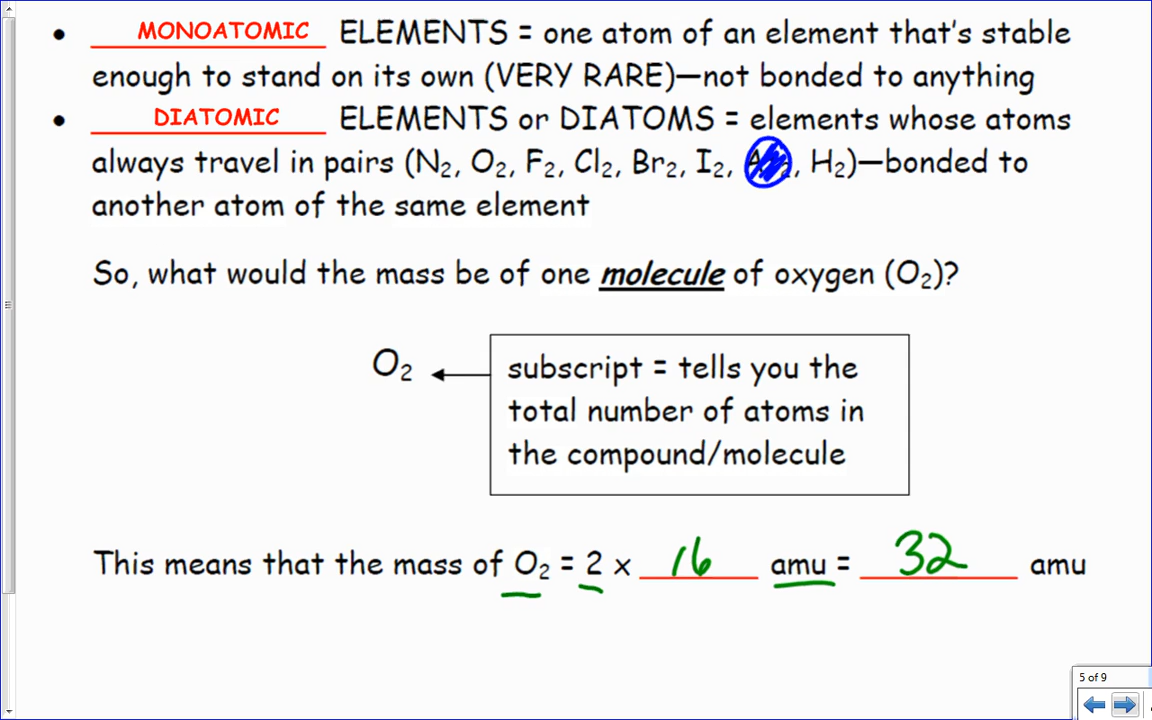 • MONOATOMIC ELEMENTS = one atom of an element that's stable
enough to stand on its own (VERY RARE)—not bonded to anything
• DIATOMIC ELEMENTS or DIATOMS = elements whose atoms
always travel in pairs (N₂, O₂, F₂, Cl₂, Br₂, I₂, , H₂)—bonded to
another atom of the same element
So, what would the mass be of one molecule of oxygen (O₂)?
O₂
subscript = tells you the
total number of atoms in
the compound/molecule
This means that the mass of O₂ = 2 x 16 amu = 32 amu
5 of 9